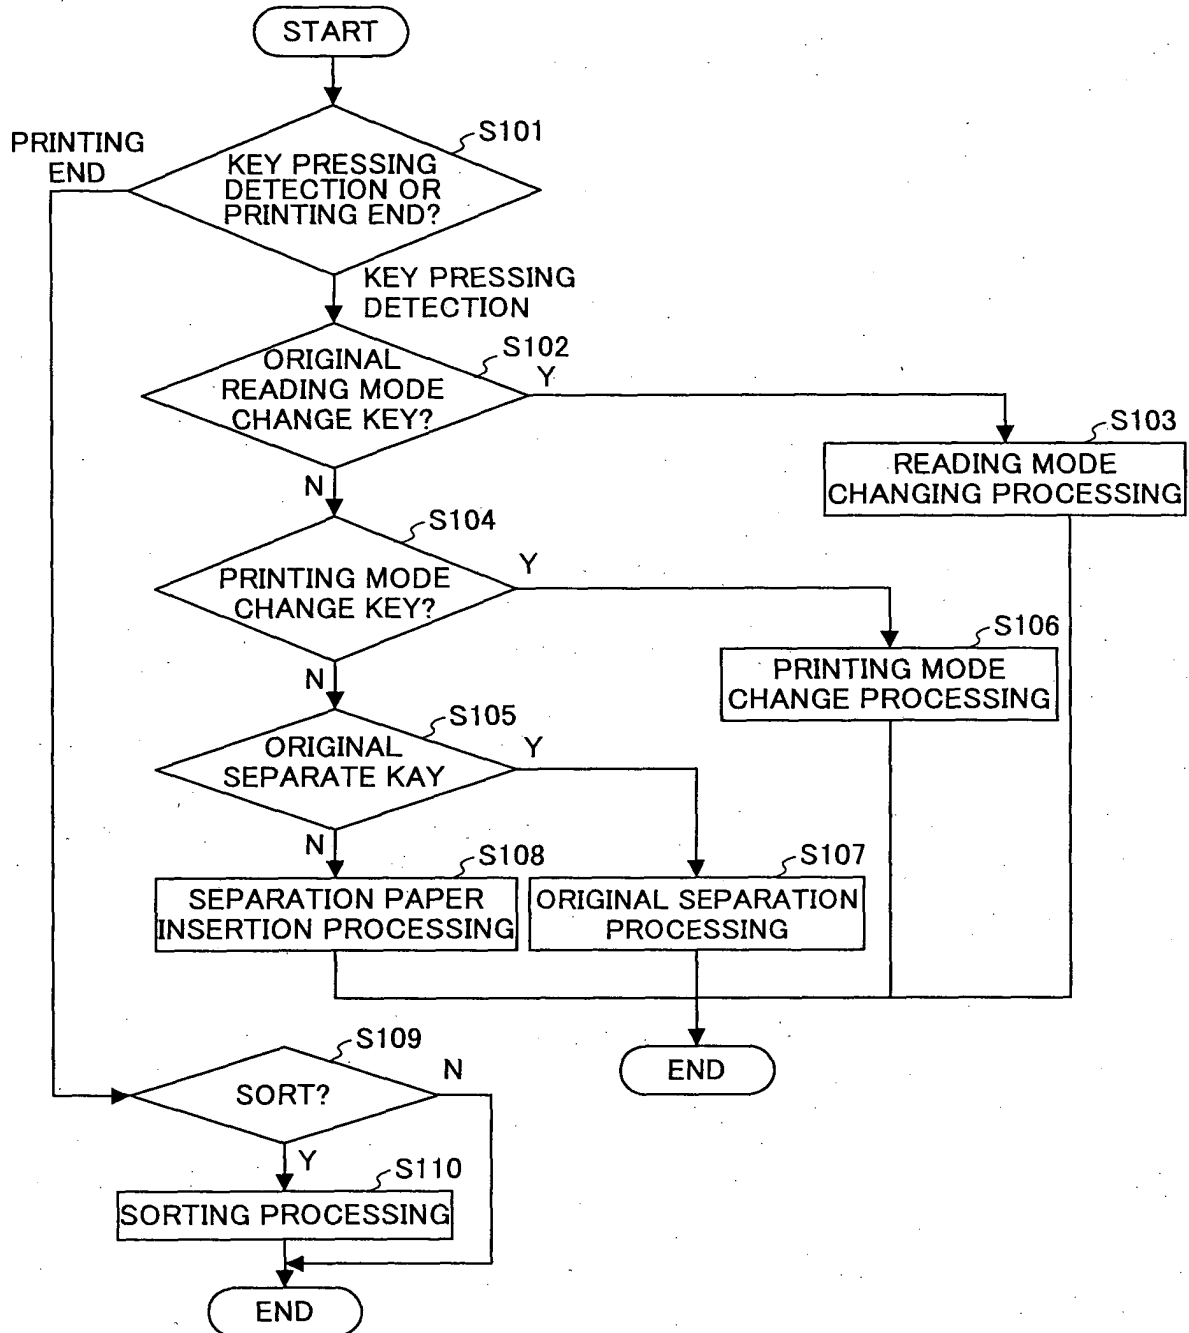 START
S101
PRINTING
END
KEY PRESSING
DETECTION OR
PRINTING END?
KEY PRESSING
DETECTION
S102
ORIGINAL
READING MODE
CHANGE KEY?
Y
S103
READING MODE
CHANGING PROCESSING
N
S104
PRINTING MODE
CHANGE KEY?
Y
S106
PRINTING MODE
CHANGE PROCESSING
N
S105
ORIGINAL
SEPARATE KAY
Y
N
S108
SEPARATION PAPER
INSERTION PROCESSING
S107
ORIGINAL SEPARATION
PROCESSING
END
S109
SORT?
N
Y
S110
SORTING PROCESSING
END